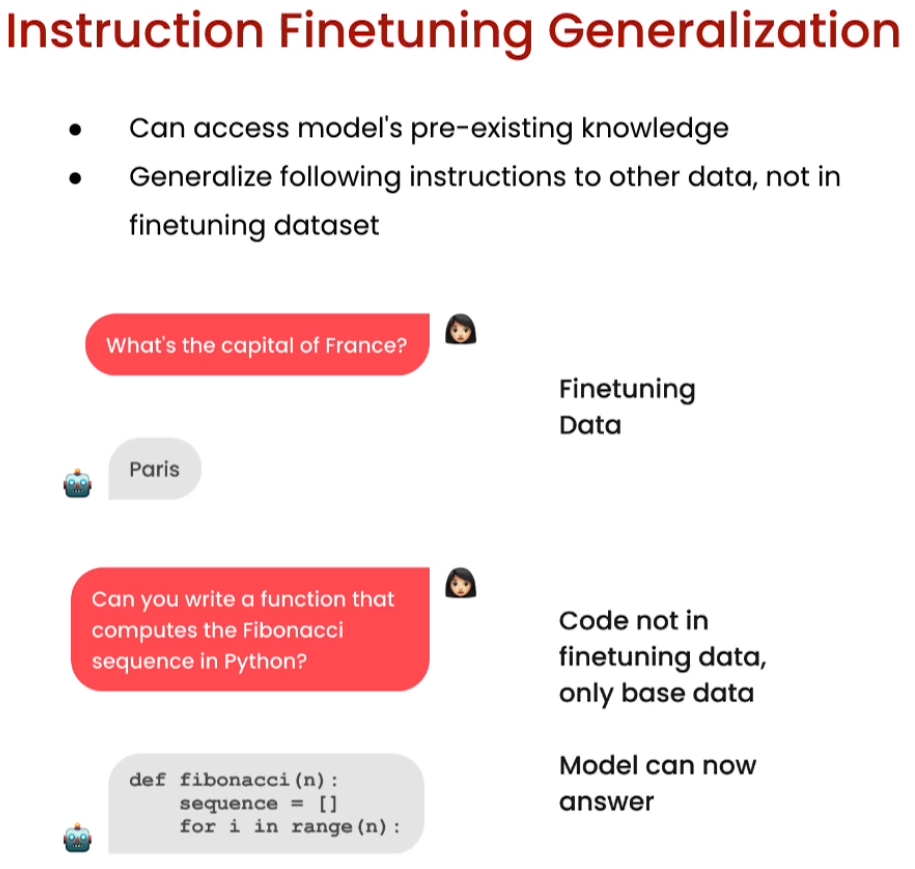 Instruction Finetuning Generalization
● Can access model's pre-existing knowledge
● Generalize following instructions to other data, not in
finetuning dataset
What's the capital of France?
Finetuning
Data
Paris
Can you write a function that
computes the Fibonacci
sequence in Python?
Code not in
finetuning data,
only base data
Model can now
answer
def fibonacci(n):
    sequence = []
    for i in range(n):